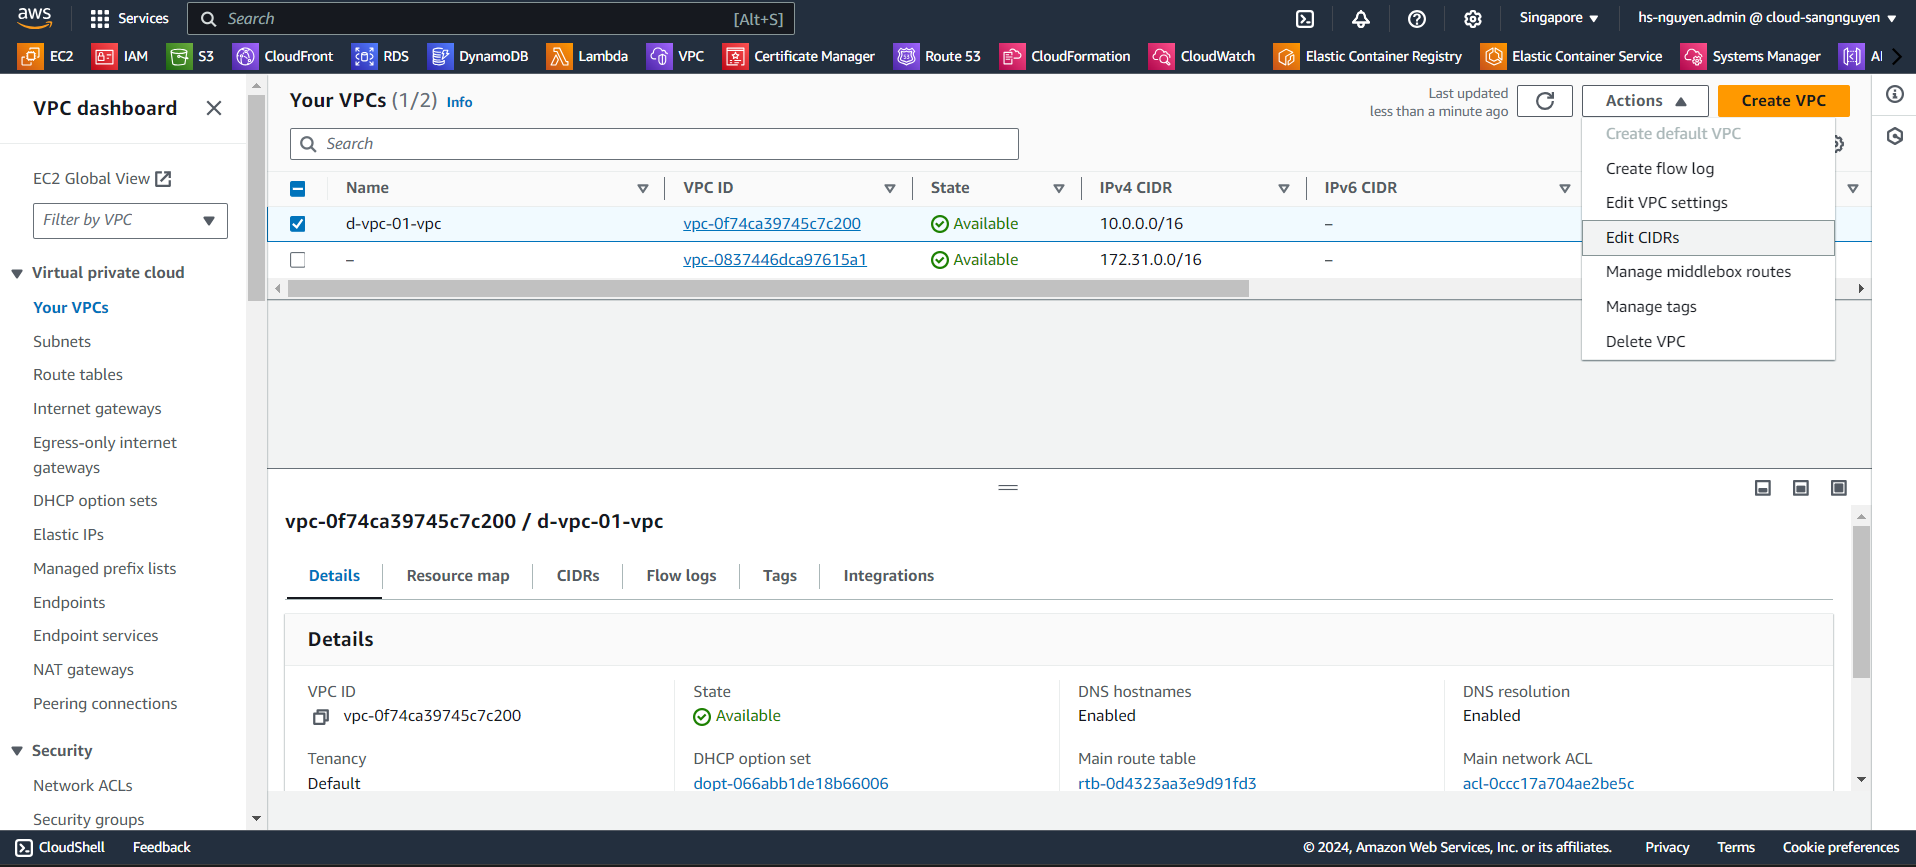 aws
Services
Search
[Alt+S]
Singapore
hs-nguyen.admin @ cloud-sangnguyen
EC2
IAM
S3
CloudFront
RDS
DynamoDB
Lambda
VPC
Certificate Manager
Route 53
CloudFormation
CloudWatch
Elastic Container Registry
Elastic Container Service
Systems Manager
VPC dashboard
EC2 Global View
Filter by VPC
Virtual private cloud
Your VPCs
Subnets
Route tables
Internet gateways
Egress-only internet
gateways
DHCP option sets
Elastic IPs
Managed prefix lists
Endpoints
Endpoint services
NAT gateways
Peering connections
Security
Network ACLs
Security groups
Your VPCs (1/2) Info
Last updated
less than a minute ago
Actions
Create VPC
Search
Create default VPC
Create flow log
Edit VPC settings
Edit CIDRs
Manage middlebox routes
Manage tags
Delete VPC
Name VPC ID State IPv4 CIDR IPv6 CIDR
d-vpc-01-vpc vpc-0f74ca39745c7c200 Available 10.0.0.0/16 –
– vpc-0837446dca97615a1 Available 172.31.0.0/16 –
vpc-0f74ca39745c7c200 / d-vpc-01-vpc
Details Resource map CIDRs Flow logs Tags Integrations
Details
VPC ID
vpc-0f74ca39745c7c200
State
Available
DNS hostnames
Enabled
DNS resolution
Enabled
Tenancy
Default
DHCP option set
dopt-066abb1de18b66006
Main route table
rtb-0d4323aa3e9d91fd3
Main network ACL
acl-0ccc17a704ae2be5c
CloudShell
Feedback
© 2024, Amazon Web Services, Inc. or its affiliates.
Privacy
Terms
Cookie preferences